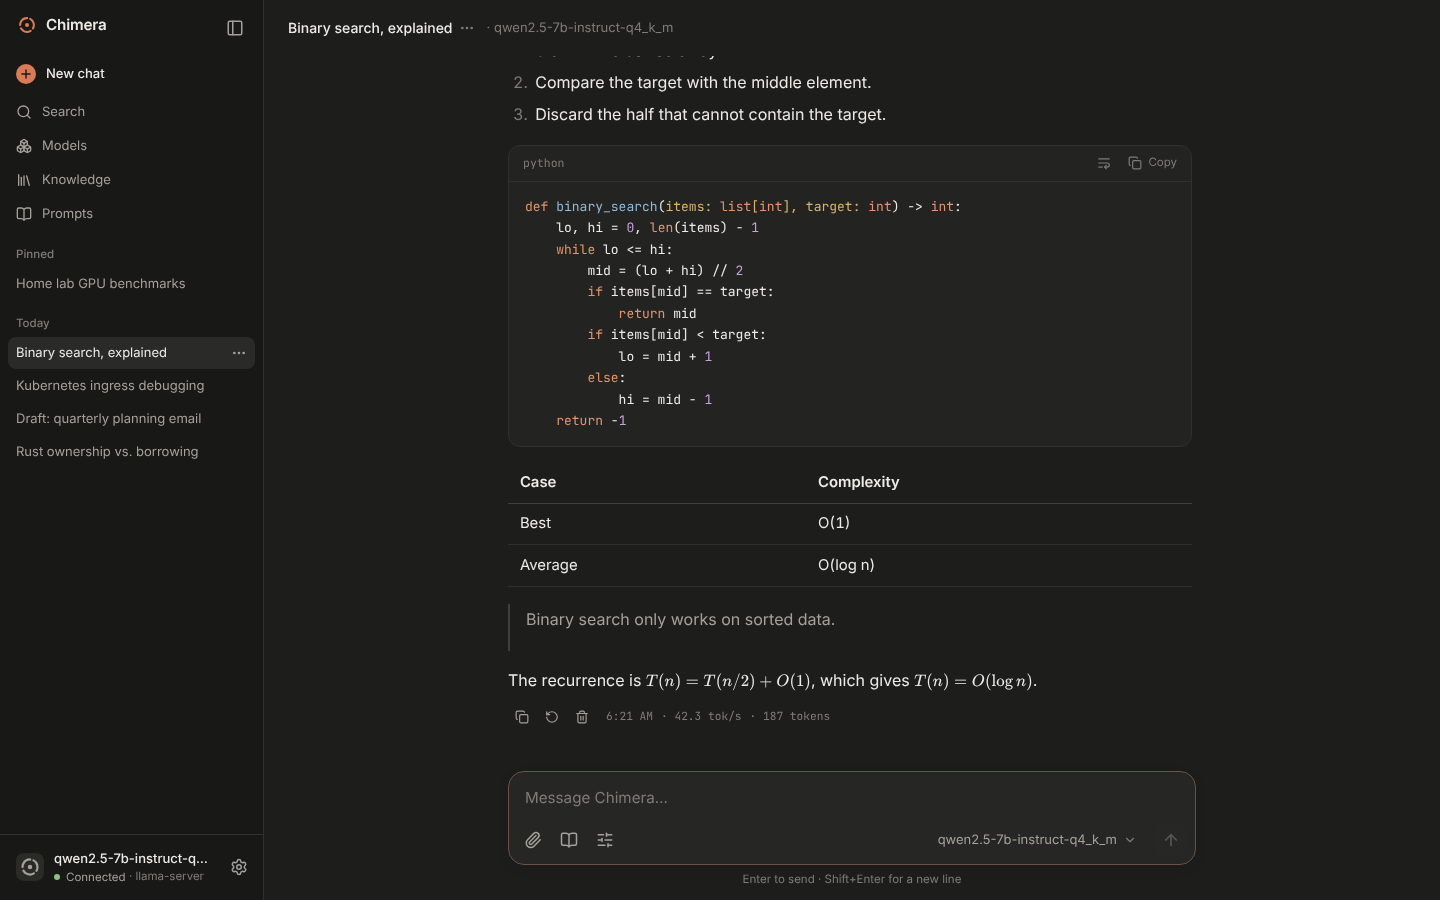 Chimera
New chat
Search
Models
Knowledge
Prompts
Pinned
Home lab GPU benchmarks
Today
Binary search, explained
Kubernetes ingress debugging
Draft: quarterly planning email
Rust ownership vs. borrowing
qwen2.5-7b-instruct-q...
Connected · llama-server
Binary search, explained ··· · qwen2.5-7b-instruct-q4_k_m
2. Compare the target with the middle element.
3. Discard the half that cannot contain the target.
python Copy
def binary_search(items: list[int], target: int) -> int:
    lo, hi = 0, len(items) - 1
    while lo <= hi:
        mid = (lo + hi) // 2
        if items[mid] == target:
            return mid
        if items[mid] < target:
            lo = mid + 1
        else:
            hi = mid - 1
    return -1
Case Complexity
Best O(1)
Average O(log n)
Binary search only works on sorted data.
The recurrence is T(n) = T(n/2) + O(1), which gives T(n) = O(log n).
6:21 AM · 42.3 tok/s · 187 tokens
Message Chimera...
qwen2.5-7b-instruct-q4_k_m
Enter to send · Shift+Enter for a new line